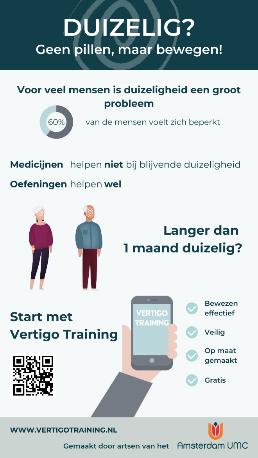 DUIZELIG?
Geen pillen, maar bewegen!
Voor veel mensen is duizeligheid een groot
probleem
60%
van de mensen voelt zich beperkt
Medicijnen helpen niet bij blijvende duizeligheid
Oefeningen helpen wel
Langer dan
1 maand duizelig?
Start met
Vertigo Training
VERTIGO
TRAINING
Bewezen
effectief
Veilig
Op maat
gemaakt
Gratis
WWW.VERTIGOTRAINING.NL
Gemaakt door artsen van het
Amsterdam UMC